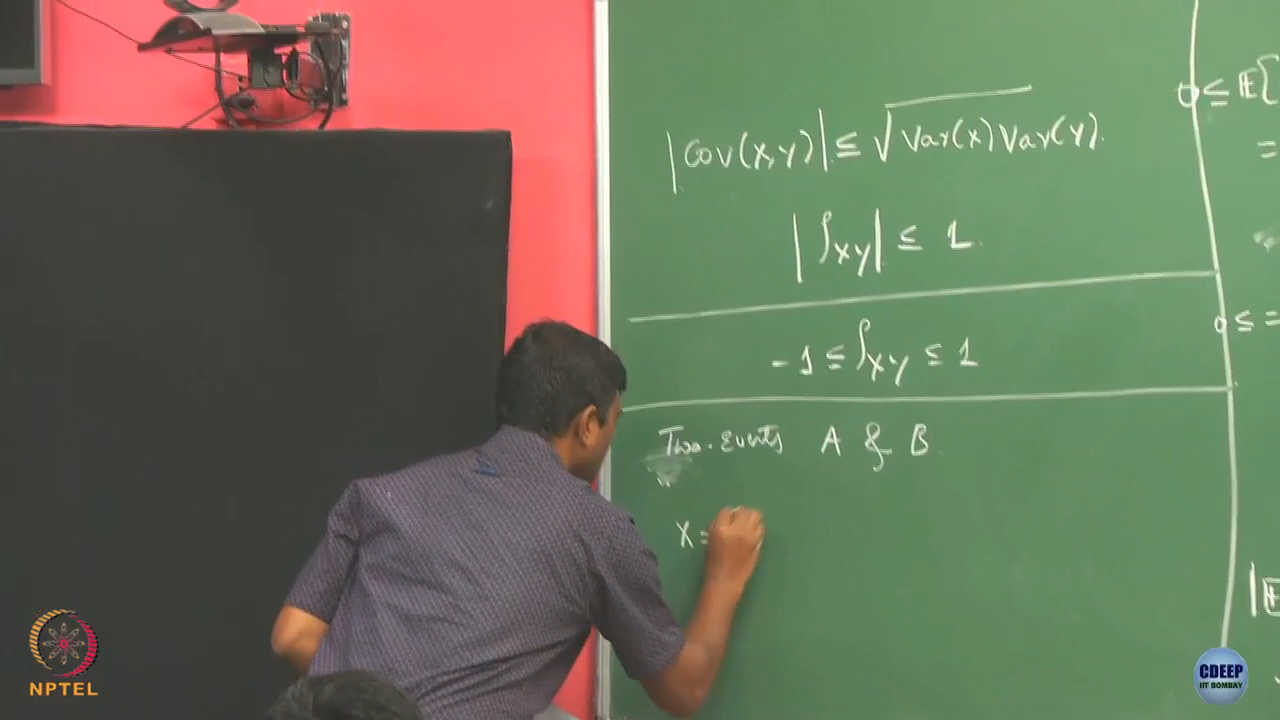 |Cov(X,Y)| ≤ √Var(X) Var(Y).
|ρXY| ≤ 1.
-1 ≤ ρXY ≤ 1
Two Events A & B
X =
0 ≤ E{
=
0 ≤ =
|E
NPTEL
CDEEP
IIT BOMBAY